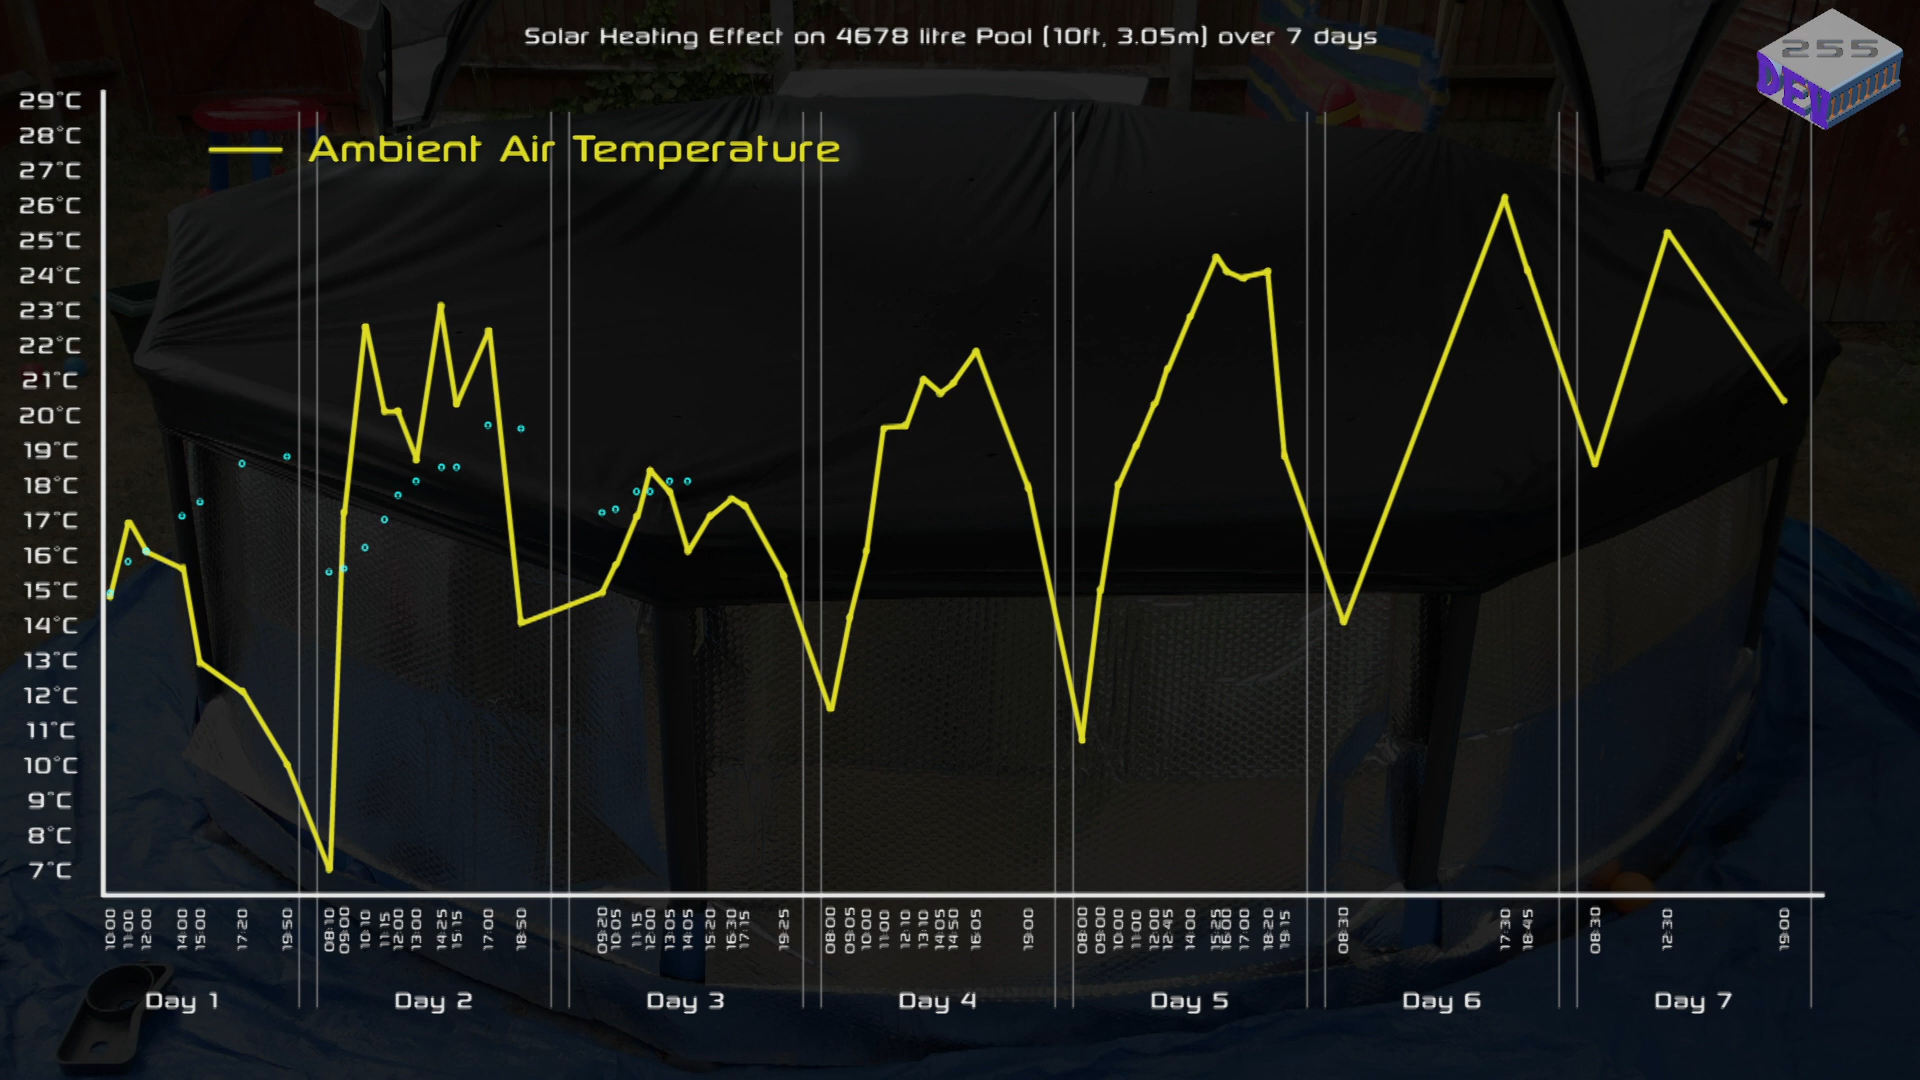 Solar Heating Effect on 4678 litre Pool (10ft, 3.05m) over 7 days
255
DEV
29°C
28°C
Ambient Air Temperature
27°C
26°C
25°C
24°C
23°C
22°C
21°C
20°C
19°C
18°C
17°C
16°C
15°C
14°C
13°C
12°C
11°C
10°C
9°C
8°C
7°C
10:00 11:00 12:00 14:00 15:00 17:20 19:50 08:10 09:00 10:10 11:15 12:00 13:00 14:25 15:15 17:00 18:50 09:20 10:05 11:15 12:00 13:05 14:05 15:20 16:30 17:15 19:25 08:00 09:05 10:00 11:00 12:10 13:10 14:05 14:50 16:05 19:00 08:00 09:00 10:00 11:00 12:00 12:45 14:00 15:25 16:00 17:00 18:20 19:15 08:30 17:30 18:45 08:30 12:30 19:00
Day 1 Day 2 Day 3 Day 4 Day 5 Day 6 Day 7